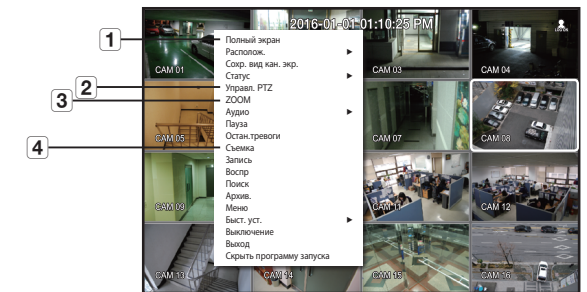 2016-01-01 01:10:25 PM
1
Полный экран
Располож.
Сохр. вид кан. экр.
Статус
2
Управл. PTZ
3
ZOOM
Аудио
Пауза
Остан.тревоги
4
Съемка
Запись
Воспр
Поиск
Архив.
Меню
Быст. уст.
Выключение
Выход
Скрыть программу запуска
CAM 01
CAM 03
CAM 04
CAM 05
CAM 07
CAM 08
CAM 09
CAM 11
CAM 12
CAM 13
CAM 14
CAM 15
CAM 16